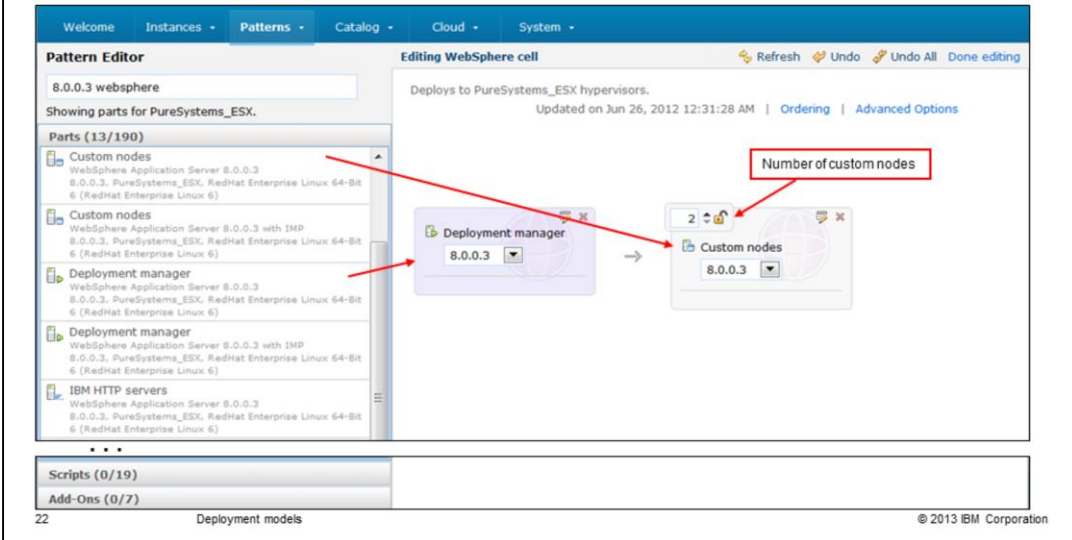 Welcome Instances Patterns Catalog Cloud System
Pattern Editor
8.0.0.3 websphere
Showing parts for PureSystems_ESX.
Parts (13/190)
Custom nodes
WebSphere Application Server 8.0.0.3
8.0.0.3, PureSystems_ESX, RedHat Enterprise Linux 64-Bit
6 (RedHat Enterprise Linux 6)
Custom nodes
WebSphere Application Server 8.0.0.3 with IMP
8.0.0.3, PureSystems_ESX, RedHat Enterprise Linux 64-Bit
6 (RedHat Enterprise Linux 6)
Deployment manager
WebSphere Application Server 8.0.0.3
8.0.0.3, PureSystems_ESX, RedHat Enterprise Linux 64-Bit
6 (RedHat Enterprise Linux 6)
Deployment manager
WebSphere Application Server 8.0.0.3 with IMP
8.0.0.3, PureSystems_ESX, RedHat Enterprise Linux 64-Bit
6 (RedHat Enterprise Linux 6)
IBM HTTP servers
WebSphere Application Server 8.0.0.3
8.0.0.3, PureSystems_ESX, RedHat Enterprise Linux 64-Bit
6 (RedHat Enterprise Linux 6)
...
Scripts (0/19)
Add-Ons (0/7)
Editing WebSphere cell Refresh Undo Undo All Done editing
Deploys to PureSystems_ESX hypervisors.
Updated on Jun 26, 2012 12:31:28 AM | Ordering | Advanced Options
Number of custom nodes
Deployment manager
8.0.0.3
2
Custom nodes
8.0.0.3
22 Deployment models © 2013 IBM Corporation